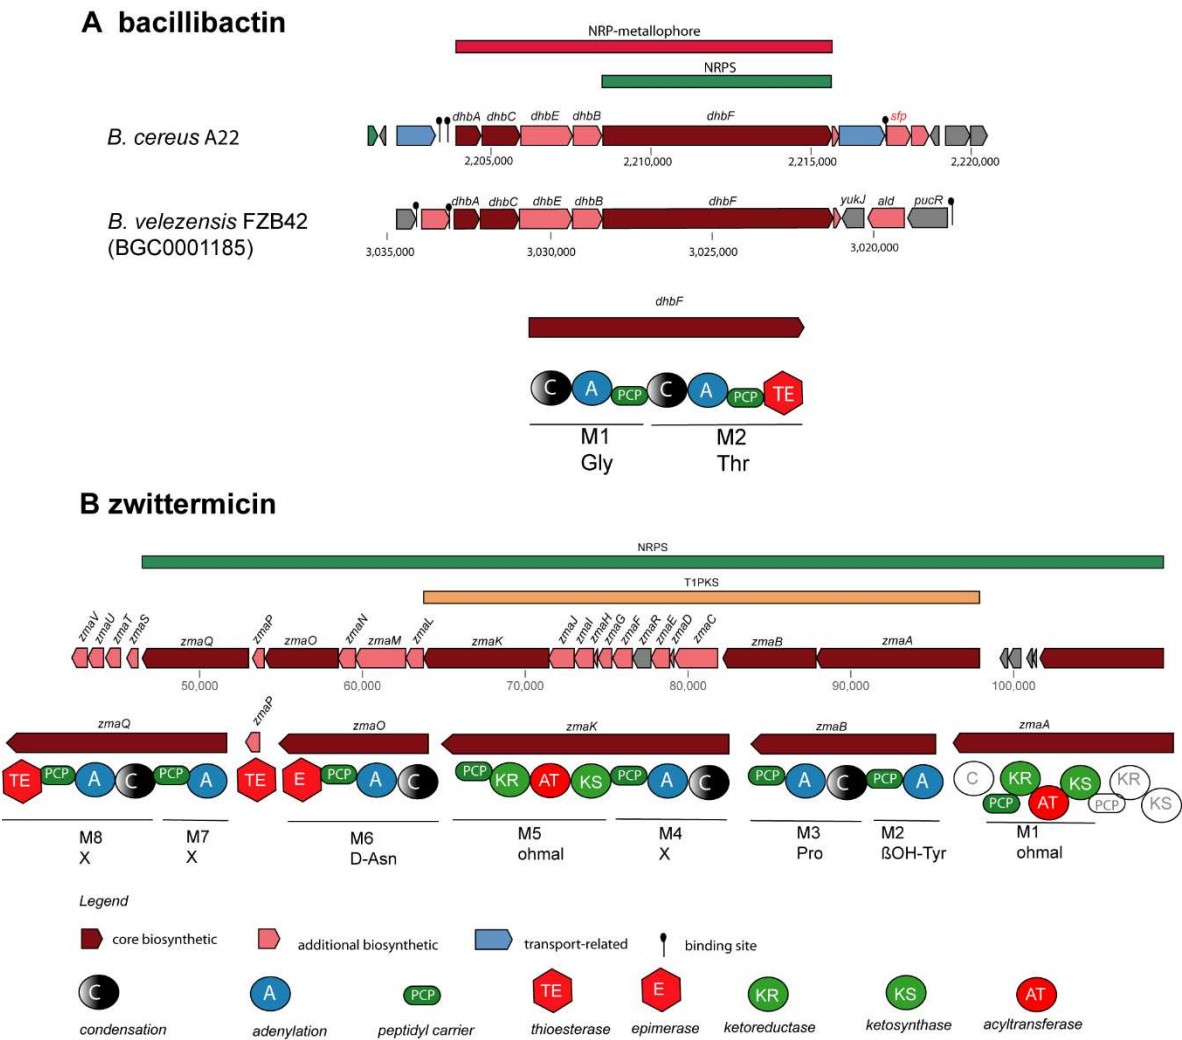 A bacillibactin
NRP-metallophore
NRPS
dhbA dhbC dhbE dhbB dhbF sfp
B. cereus A22
2,205,000 2,210,000 2,215,000 2,220,000
dhbA dhbC dhbE dhbB dhbF yukJ ald pucR
B. velezensis FZB42
(BGC0001185)
3,035,000 3,030,000 3,025,000 3,020,000
dhbF
C A PCP C A PCP TE
M1 M2
Gly Thr
B zwittermicin
NRPS
T1PKS
zmaV zmaU zmaT zmaS zmaQ zmaP zmaO zmaN zmaM zmaL zmaK zmaJ zmaI zmaH zmaG zmaF zmaR zmaE zmaD zmaC zmaB zmaA
50,000 60,000 70,000 80,000 90,000 100,000
zmaQ zmaP zmaO zmaK zmaB zmaA
TE PCP A C PCP A TE E PCP A C PCP KR AT KS PCP A C PCP A C PCP A C PCP KR AT KS PCP KR KS
M8 M7 M6 M5 M4 M3 M2 M1
X X D-Asn ohmal X Pro ßOH-Tyr ohmal
Legend
core biosynthetic additional biosynthetic transport-related binding site
C A PCP TE E KR KS AT
condensation adenylation peptidyl carrier thioesterase epimerase ketoreductase ketosynthase acyltransferase